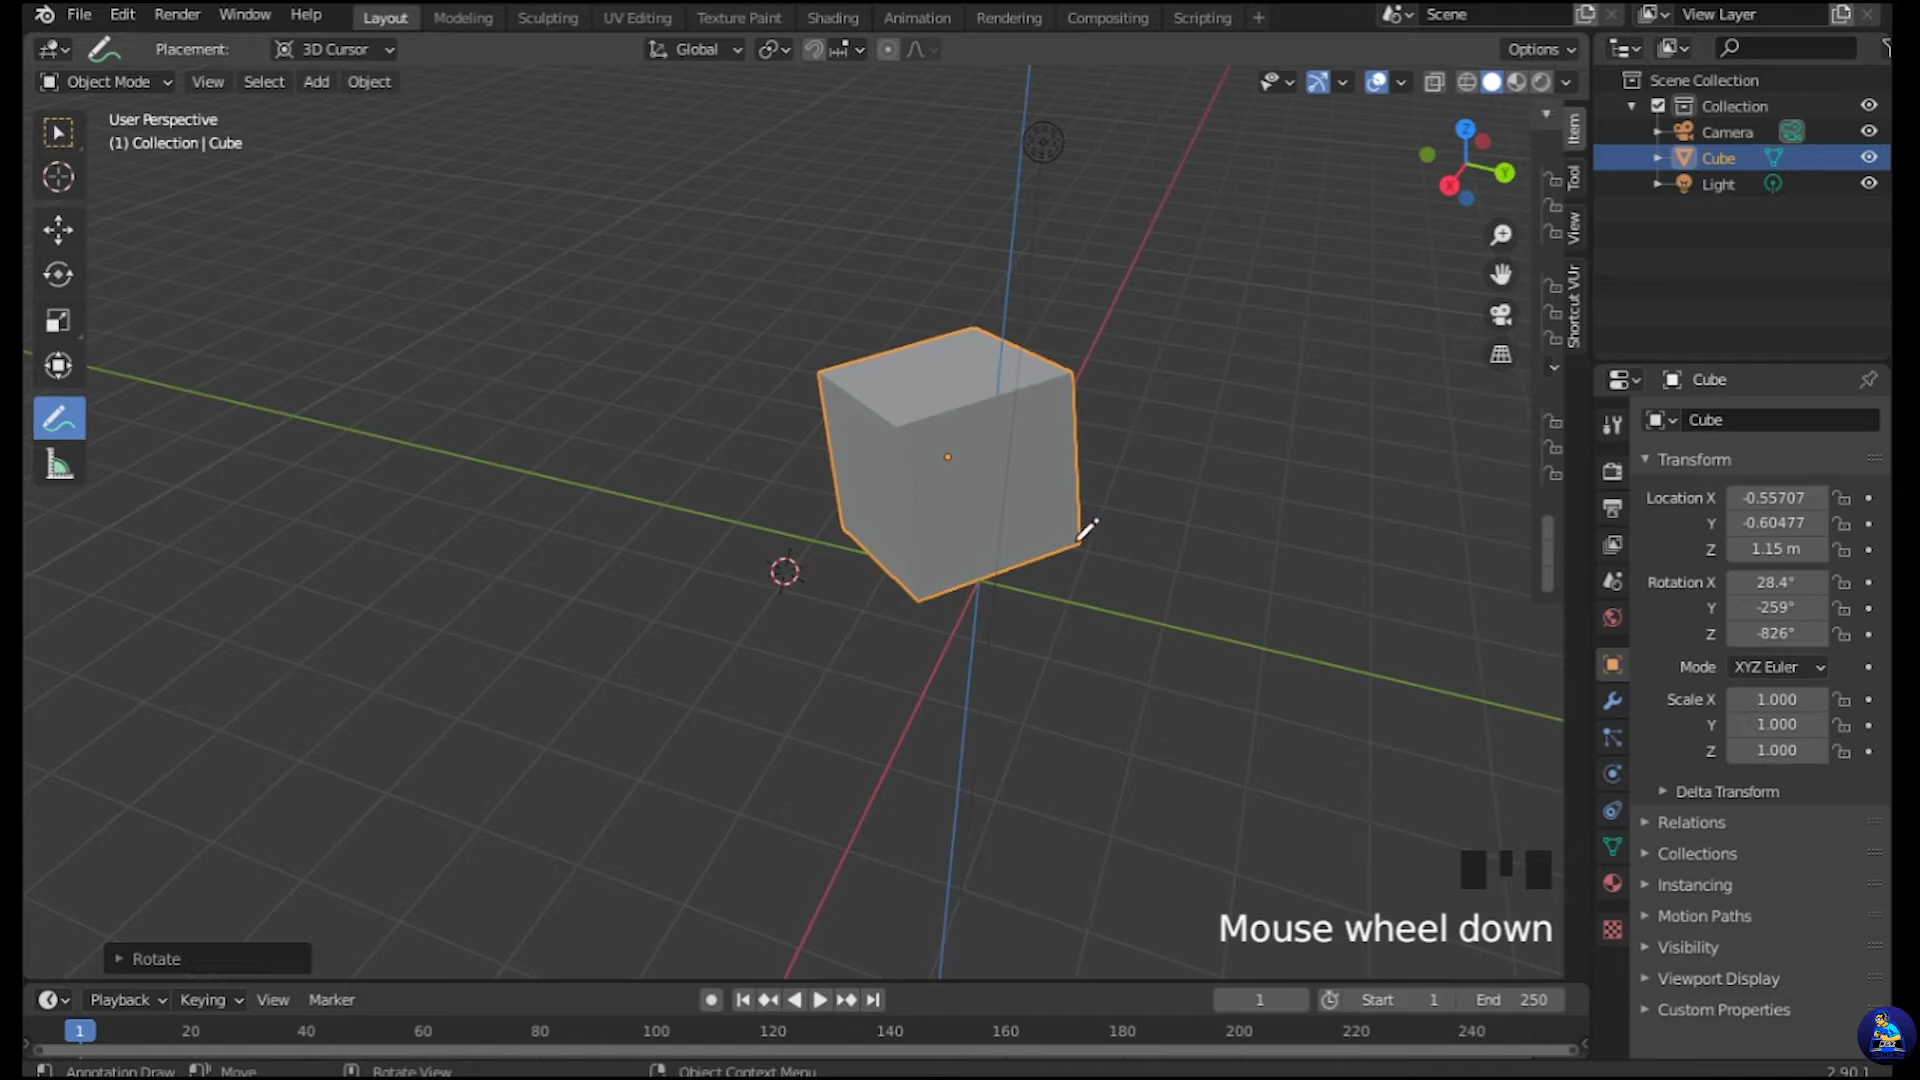 File Edit Render Window Help Layout Modeling Sculpting UV Editing Texture Paint Shading Animation Rendering Compositing Scripting + Scene View Layer
Placement: 3D Cursor Global Options
Object Mode View Select Add Object
User Perspective
(1) Collection | Cube
Z
Y
X
Item
Tool
View
Shortcut VUr
Scene Collection
Collection
Camera
Cube
Light
Cube
Cube
Transform
Location X -0.55707
Y -0.60477
Z 1.15 m
Rotation X 28.4°
Y -259°
Z -826°
Mode XYZ Euler
Scale X 1.000
Y 1.000
Z 1.000
Delta Transform
Relations
Collections
Instancing
Motion Paths
Visibility
Viewport Display
Custom Properties
Mouse wheel down
Rotate
Playback Keying View Marker 1 Start 1 End 250
1 20 40 60 80 100 120 140 160 180 200 220 240
Annotation Draw Move Rotate View Object Context Menu 2.90.1